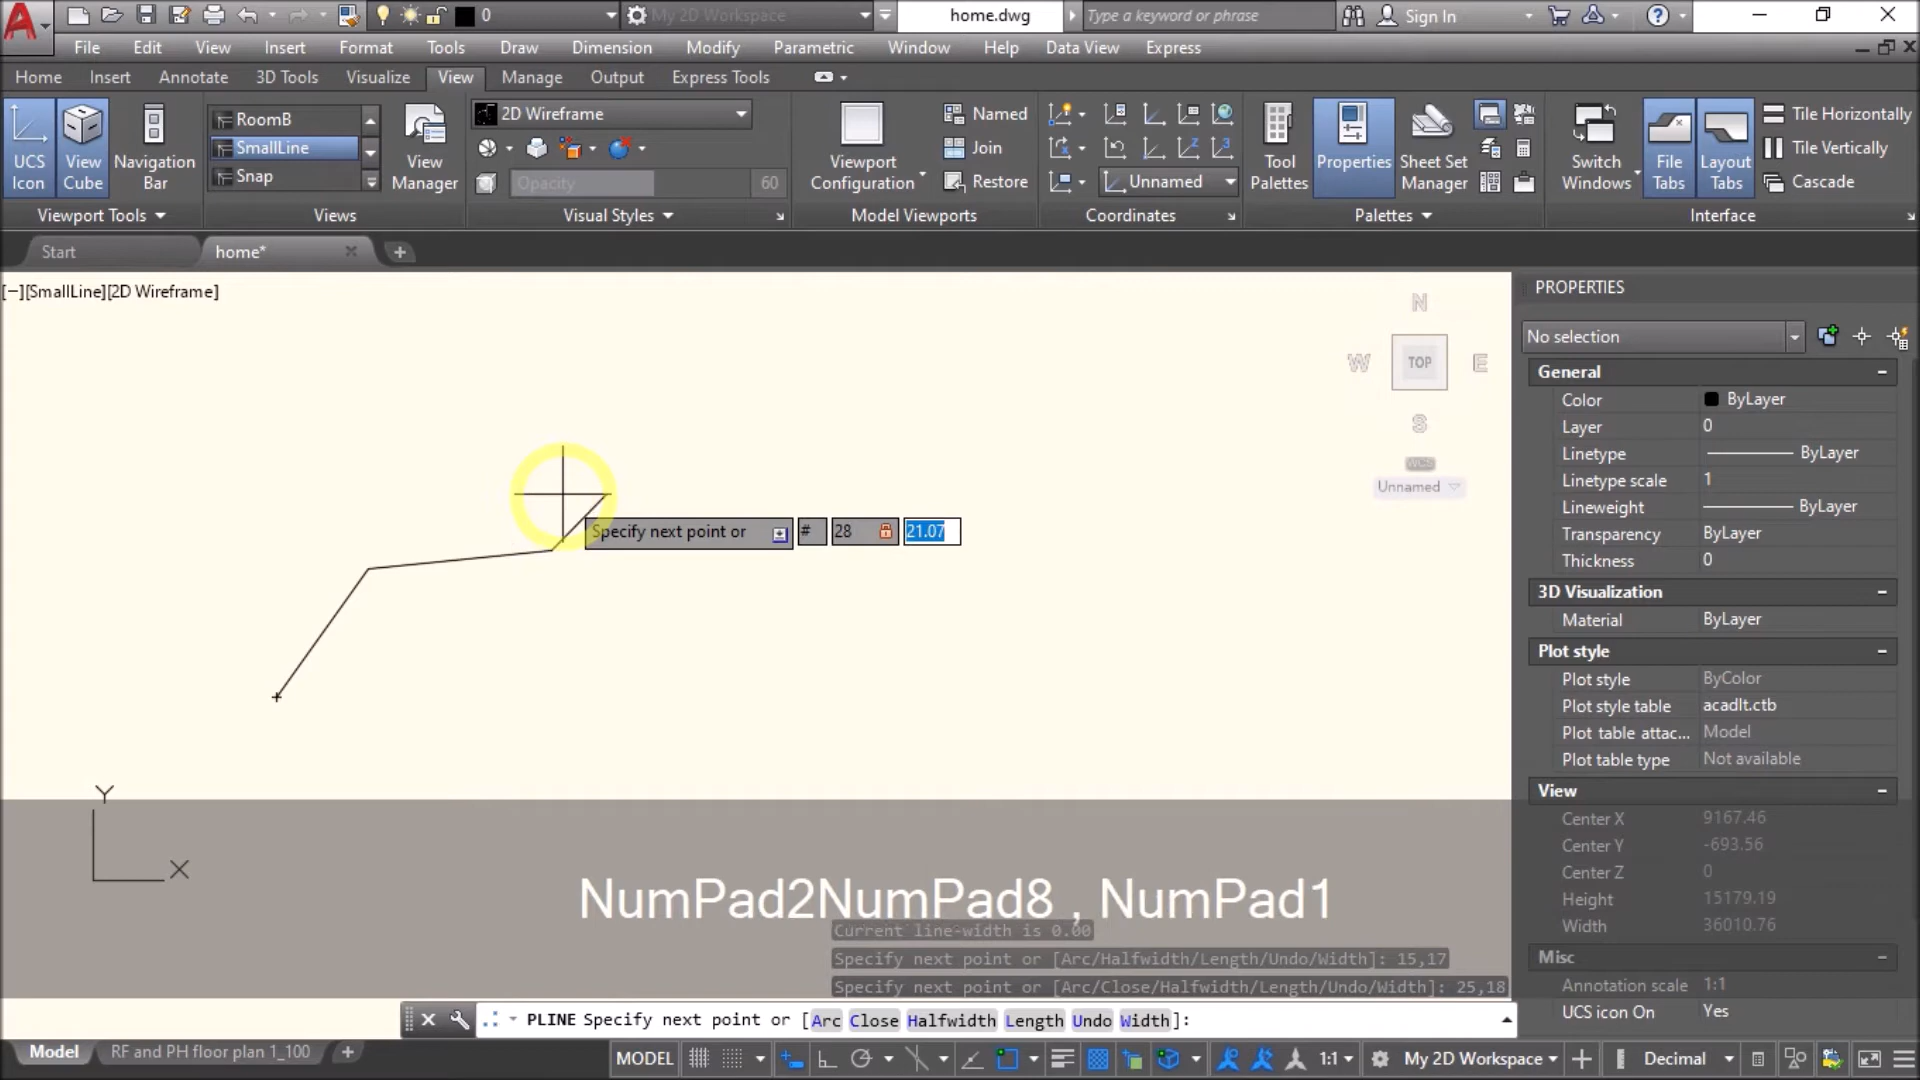 0
My 2D Workspace
home.dwg
Type a keyword or phrase
Sign In
File Edit View Insert Format Tools Draw Dimension Modify Parametric Window Help Data View Express
Home Insert Annotate 3D Tools Visualize View Manage Output Express Tools
UCS Icon
View Cube
Navigation Bar
RoomB
SmallLine
Snap
View Manager
2D Wireframe
Opacity 60
Viewport Configuration
Named
Join
Restore
Unnamed
Tool Palettes
Properties
Sheet Set Manager
Switch Windows
File Tabs
Layout Tabs
Tile Horizontally
Tile Vertically
Cascade
Viewport Tools Views Visual Styles Model Viewports Coordinates Palettes Interface
Start home*
[−][SmallLine][2D Wireframe]
N
W TOP E
S
WCS
Unnamed
Specify next point or # 28 21.07
Y
X
NumPad2NumPad8 , NumPad1
Current line-width is 0.00
Specify next point or [Arc/Halfwidth/Length/Undo/Width]: 15,17
Specify next point or [Arc/Close/Halfwidth/Length/Undo/Width]: 25,18
PLINE Specify next point or [Arc Close Halfwidth Length Undo Width]:
PROPERTIES
No selection
General
Color ByLayer
Layer 0
Linetype ByLayer
Linetype scale 1
Lineweight ByLayer
Transparency ByLayer
Thickness 0
3D Visualization
Material ByLayer
Plot style
Plot style ByColor
Plot style table acadlt.ctb
Plot table attac... Model
Plot table type Not available
View
Center X 9167.46
Center Y -693.56
Center Z 0
Height 15179.19
Width 36010.76
Misc
Annotation scale 1:1
UCS icon On Yes
Model RF and PH floor plan 1_100
MODEL 1:1 My 2D Workspace Decimal